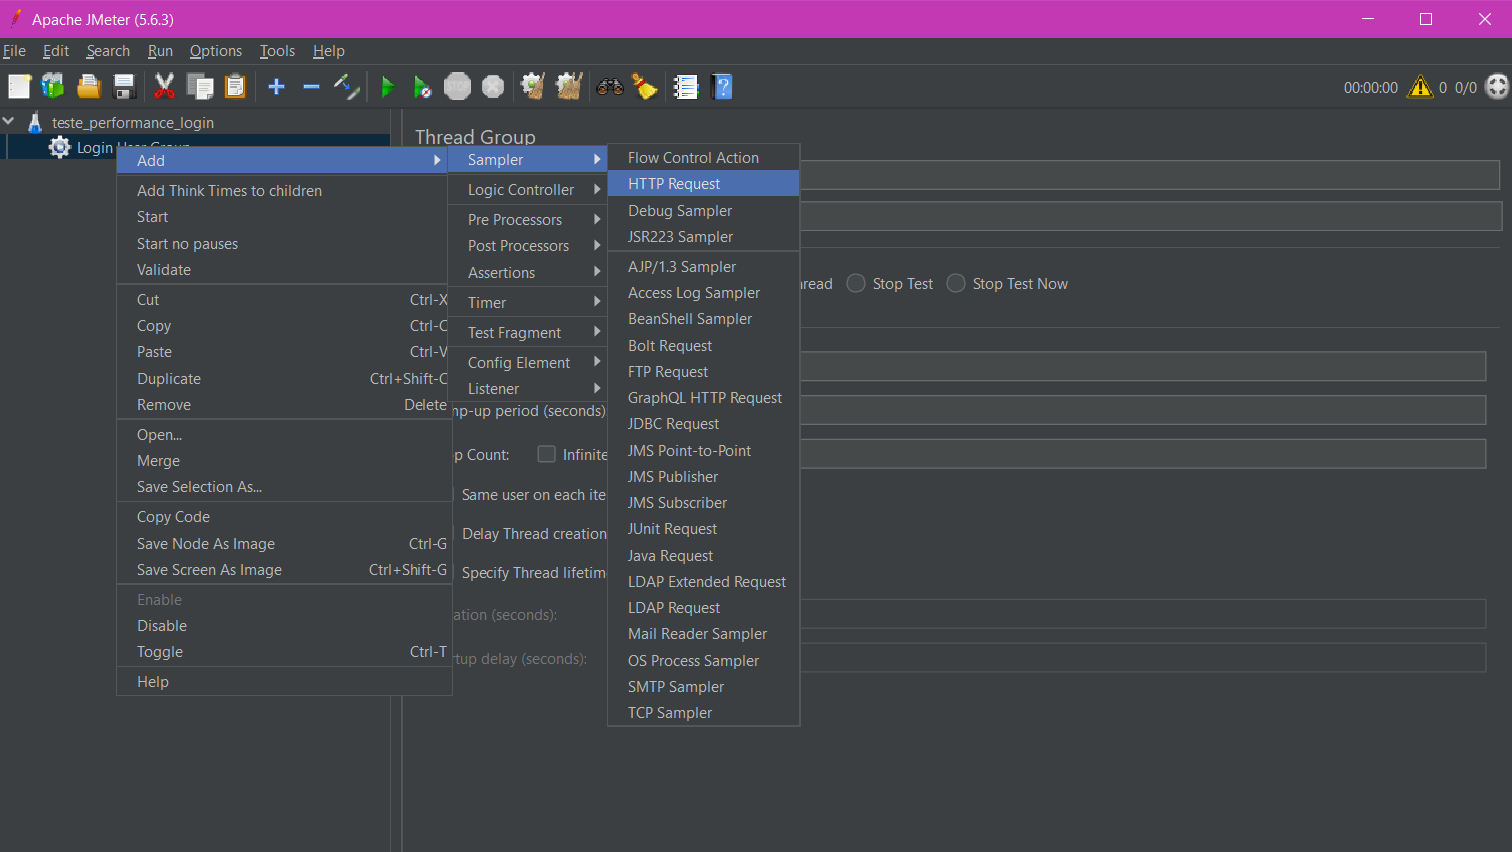 Apache JMeter (5.6.3)
File Edit Search Run Options Tools Help
STOP
00:00:00 0 0/0
teste_performance_login
Login User Group
Thread Group
Add
Add Think Times to children
Start
Start no pauses
Validate
Cut Ctrl-X
Copy Ctrl-C
Paste Ctrl-V
Duplicate Ctrl+Shift-C
Remove Delete
Open...
Merge
Save Selection As...
Copy Code
Save Node As Image Ctrl-G
Save Screen As Image Ctrl+Shift-G
Enable
Disable
Toggle Ctrl-T
Help
Sampler
Logic Controller
Pre Processors
Post Processors
Assertions
Timer
Test Fragment
Config Element
Listener
Flow Control Action
HTTP Request
Debug Sampler
JSR223 Sampler
AJP/1.3 Sampler
Access Log Sampler
BeanShell Sampler
Bolt Request
FTP Request
GraphQL HTTP Request
JDBC Request
JMS Point-to-Point
JMS Publisher
JMS Subscriber
JUnit Request
Java Request
LDAP Extended Request
LDAP Request
Mail Reader Sampler
OS Process Sampler
SMTP Sampler
TCP Sampler
hread Stop Test Stop Test Now
mp-up period (seconds):
p Count: Infinite
Same user on each ite
Delay Thread creation
Specify Thread lifetim
ation (seconds):
tup delay (seconds):